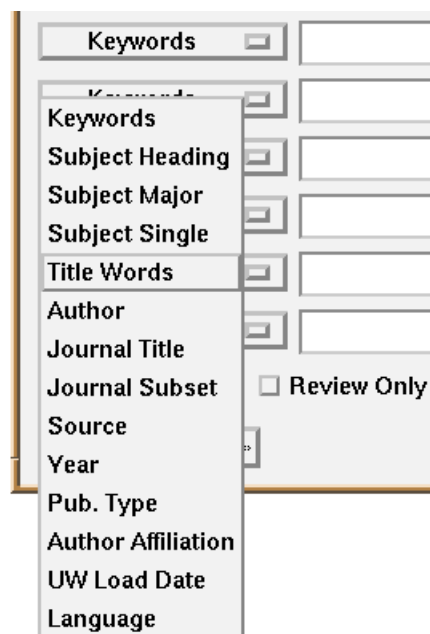 Keywords
Keywords
Subject Heading
Subject Major
Subject Single
Title Words
Author
Journal Title
Journal Subset
Review Only
Source
»
Year
Pub. Type
Author Affiliation
UW Load Date
Language